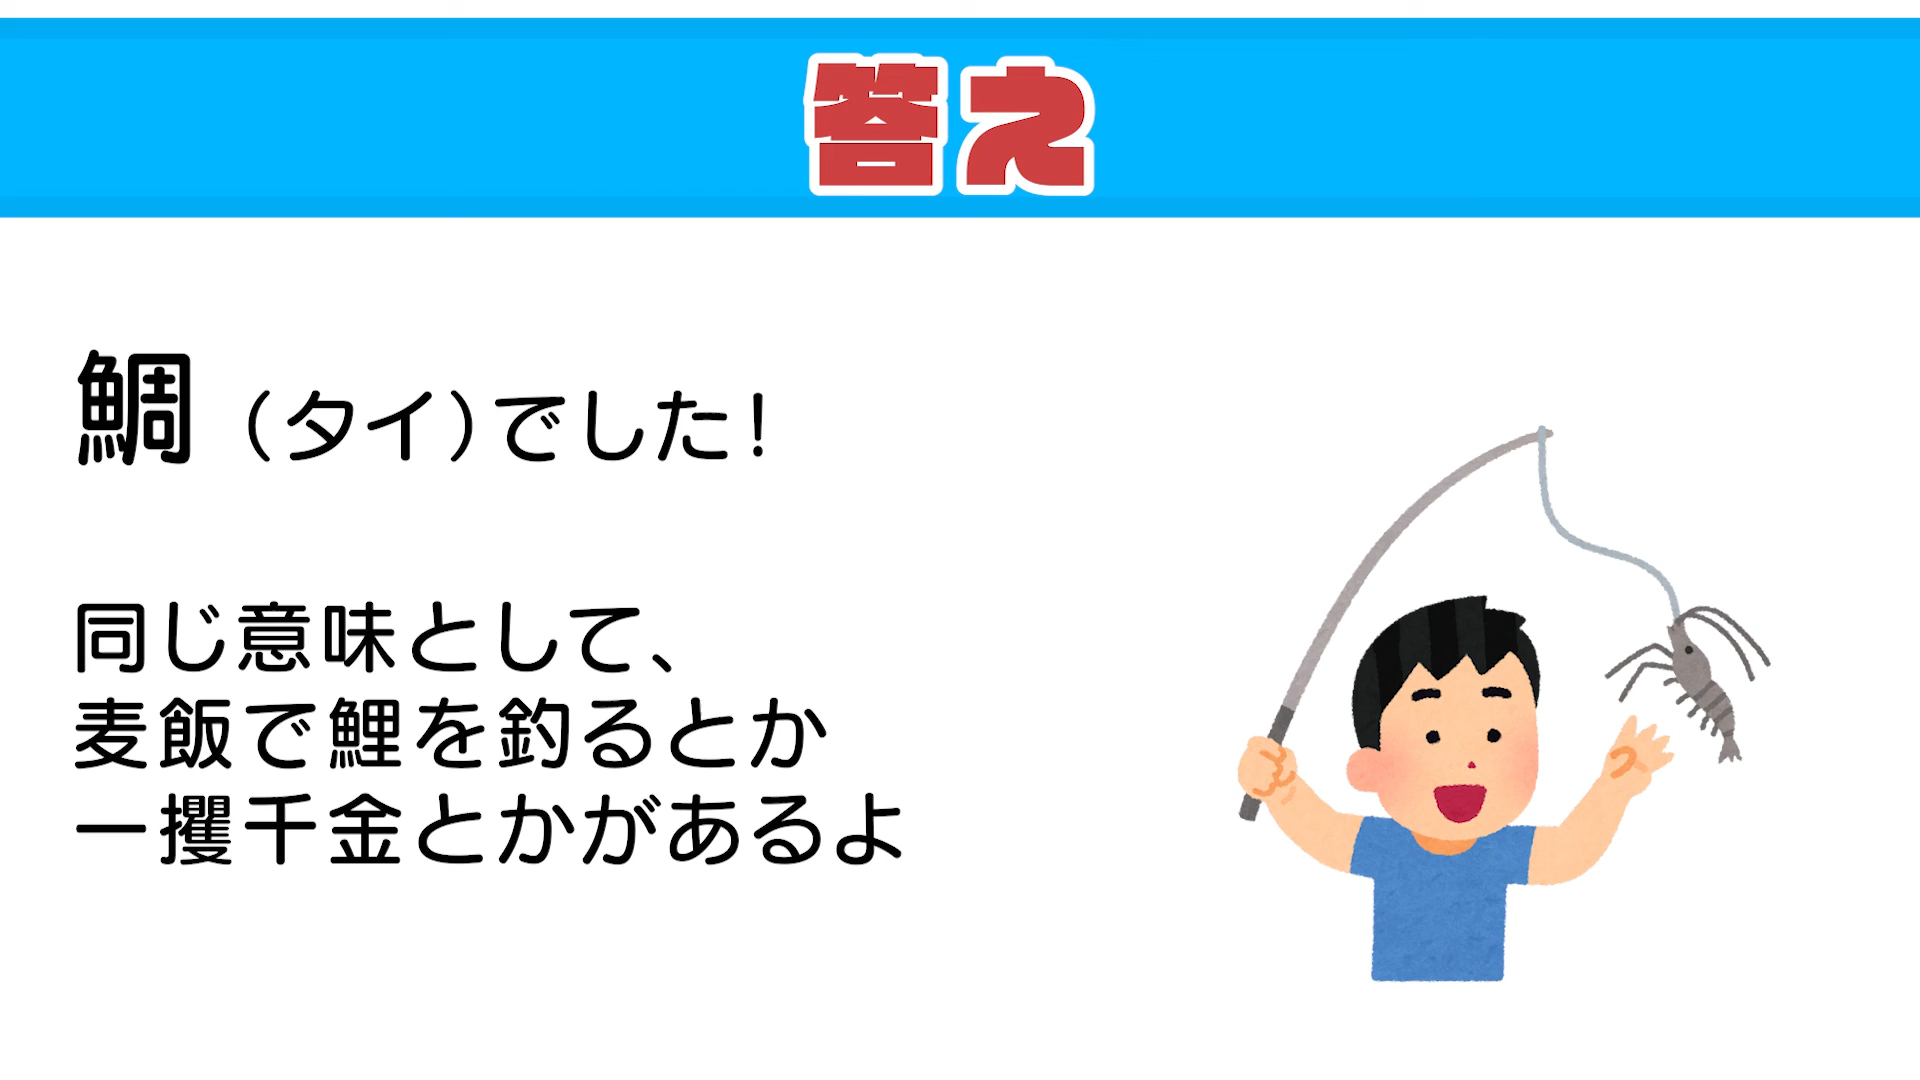 答え
鯛（タイ）でした！
同じ意味として、
麦飯で鯉を釣るとか
一攫千金とかがあるよ